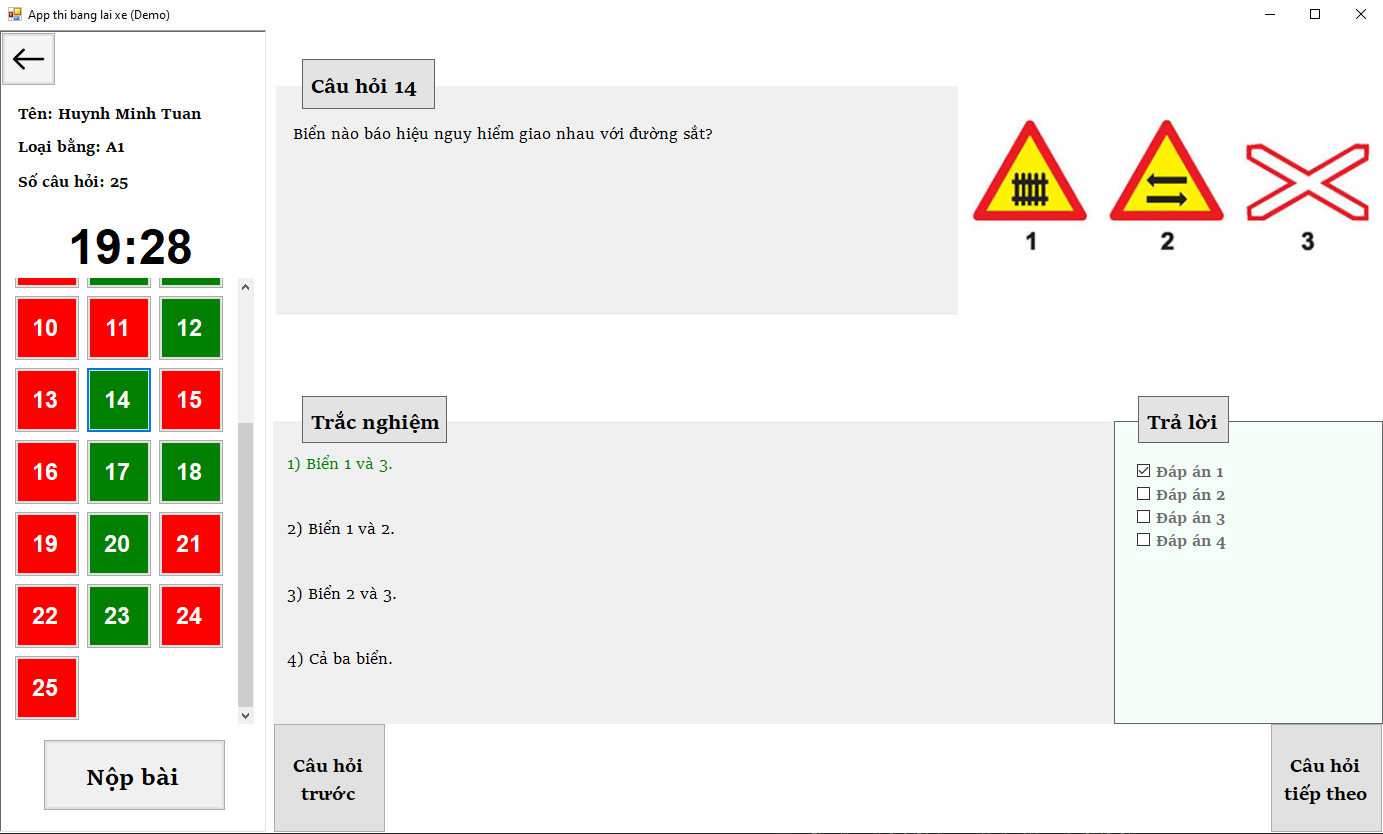 App thi bang lai xe (Demo)
Tên: Huynh Minh Tuan
Loại bằng: A1
Số câu hỏi: 25
19:28
10 11 12
13 14 15
16 17 18
19 20 21
22 23 24
25
Nộp bài
Câu hỏi 14
Biển nào báo hiệu nguy hiểm giao nhau với đường sắt?
1 2 3
Trắc nghiệm
1) Biển 1 và 3.
2) Biển 1 và 2.
3) Biển 2 và 3.
4) Cả ba biển.
Trả lời
Đáp án 1
Đáp án 2
Đáp án 3
Đáp án 4
Câu hỏi
trước
Câu hỏi
tiếp theo